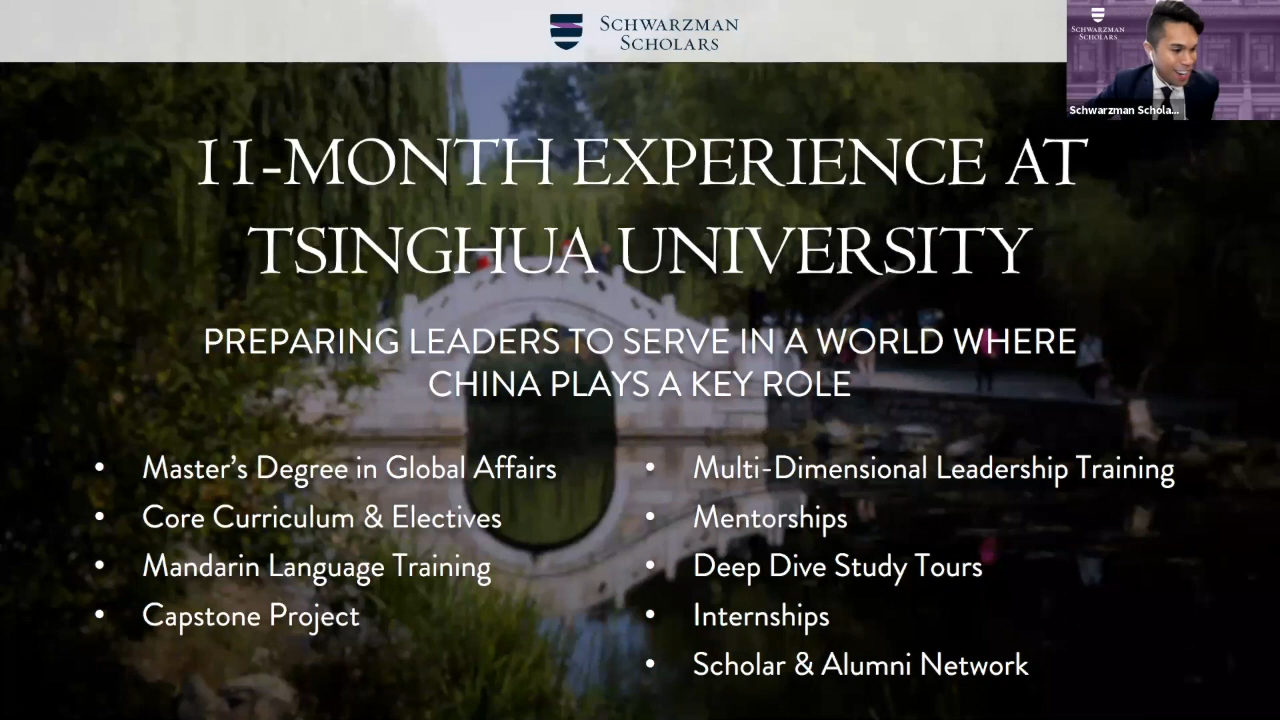 SCHWARZMAN
SCHOLARS
SCHWARZMAN
SCHOLARS
Schwarzman Schola...
11-MONTH EXPERIENCE AT
TSINGHUA UNIVERSITY
PREPARING LEADERS TO SERVE IN A WORLD WHERE
CHINA PLAYS A KEY ROLE
• Master's Degree in Global Affairs
• Core Curriculum & Electives
• Mandarin Language Training
• Capstone Project
• Multi-Dimensional Leadership Training
• Mentorships
• Deep Dive Study Tours
• Internships
• Scholar & Alumni Network